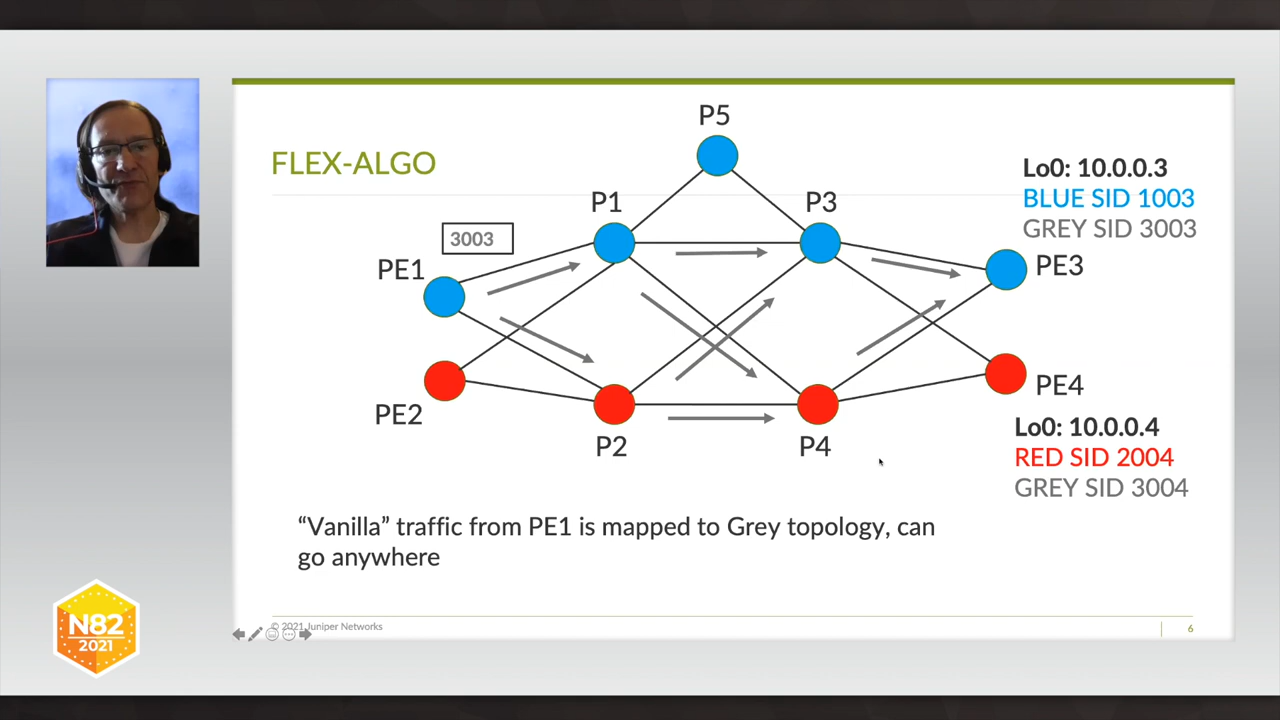 FLEX-ALGO
P5
P1
P3
3003
PE1
PE2
P2
P4
Lo0: 10.0.0.3
BLUE SID 1003
GREY SID 3003
PE3
PE4
Lo0: 10.0.0.4
RED SID 2004
GREY SID 3004
“Vanilla” traffic from PE1 is mapped to Grey topology, can
go anywhere
© 2021 Juniper Networks
6
N82
2021